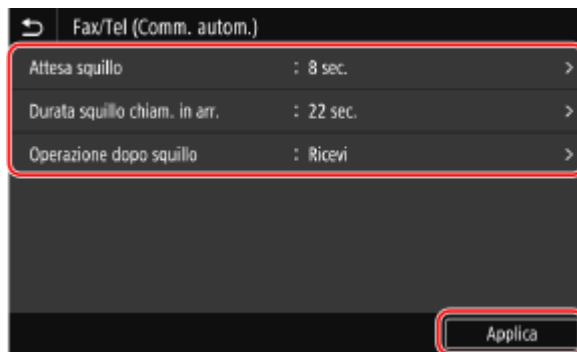 Fax/Tel (Comm. autom.)
Attesa squillo : 8 sec.
Durata squillo chiam. in arr. : 22 sec.
Operazione dopo squillo : Ricevi
Applica